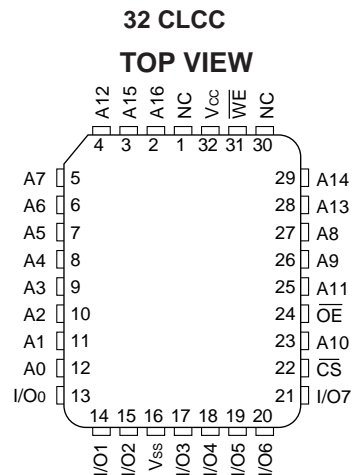 32 CLCC
TOP VIEW
A12 A15 A16 NC Vcc WE NC
4 3 2 1 32 31 30
A7 5 29 A14
A6 6 28 A13
A5 7 27 A8
A4 8 26 A9
A3 9 25 A11
A2 10 24 OE
A1 11 23 A10
A0 12 22 CS
I/O0 13 21 I/O7
14 15 16 17 18 19 20
I/O1 I/O2 Vss I/O3 I/O4 I/O5 I/O6